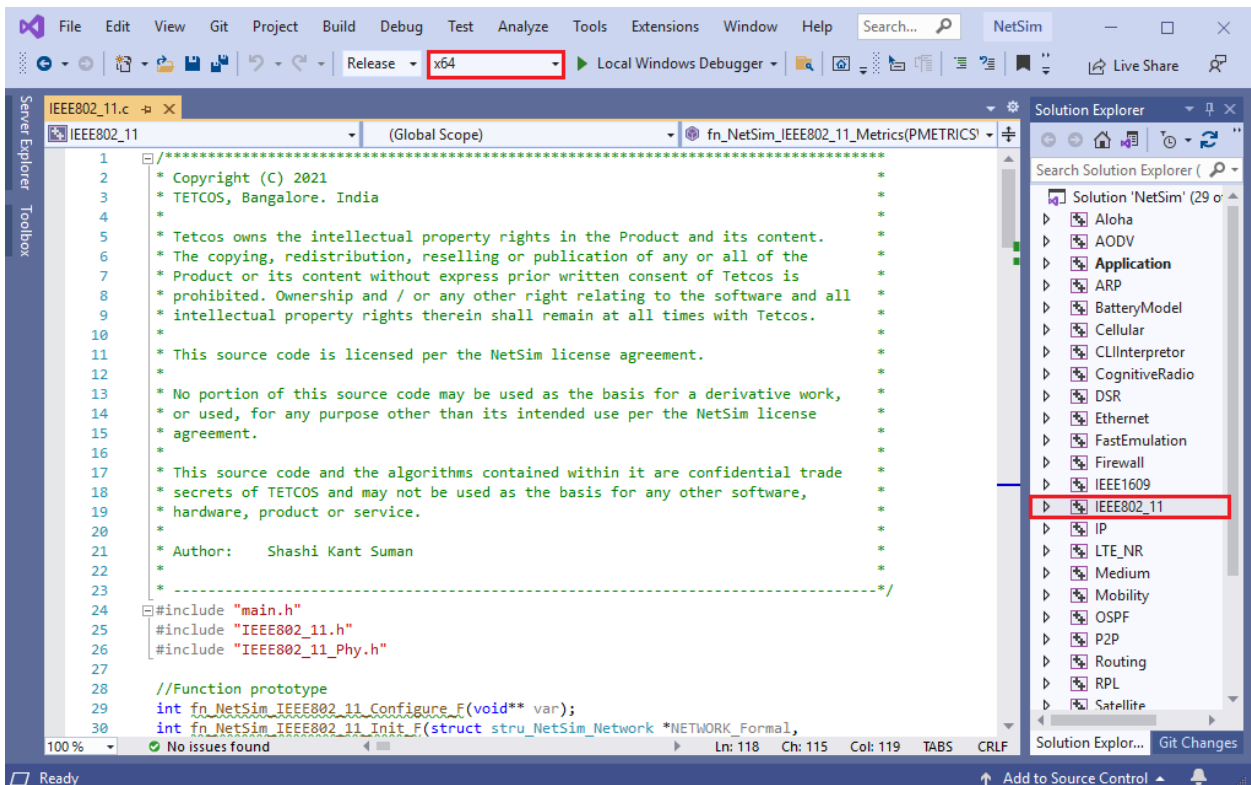 File Edit View Git Project Build Debug Test Analyze Tools Extensions Window Help Search... NetSim
Release x64 Local Windows Debugger Live Share
Server Explorer
Toolbox
IEEE802_11.c
IEEE802_11 (Global Scope) fn_NetSim_IEEE802_11_Metrics(PMETRICS
1 /*************************************************************************************
2 * Copyright (C) 2021 *
3 * TETCOS, Bangalore. India *
4 * *
5 * Tetcos owns the intellectual property rights in the Product and its content. *
6 * The copying, redistribution, reselling or publication of any or all of the *
7 * Product or its content without express prior written consent of Tetcos is *
8 * prohibited. Ownership and / or any other right relating to the software and all *
9 * intellectual property rights therein shall remain at all times with Tetcos. *
10 * *
11 * This source code is licensed per the NetSim license agreement. *
12 * *
13 * No portion of this source code may be used as the basis for a derivative work, *
14 * or used, for any purpose other than its intended use per the NetSim license *
15 * agreement. *
16 * *
17 * This source code and the algorithms contained within it are confidential trade *
18 * secrets of TETCOS and may not be used as the basis for any other software, *
19 * hardware, product or service. *
20 * *
21 * Author: Shashi Kant Suman *
22 * *
23 * ----------------------------------------------------------------------------------*/
24 #include "main.h"
25 #include "IEEE802_11.h"
26 #include "IEEE802_11_Phy.h"
27
28 //Function prototype
29 int fn_NetSim_IEEE802_11_Configure_F(void** var);
30 int fn_NetSim_IEEE802_11_Init_F(struct stru_NetSim_Network *NETWORK_Formal,
100 % No issues found Ln: 118 Ch: 115 Col: 119 TABS CRLF
Solution Explorer
Search Solution Explorer (
Solution 'NetSim' (29 o
Aloha
AODV
Application
ARP
BatteryModel
Cellular
CLIInterpretor
CognitiveRadio
DSR
Ethernet
FastEmulation
Firewall
IEEE1609
IEEE802_11
IP
LTE_NR
Medium
Mobility
OSPF
P2P
Routing
RPL
Satellite
Solution Explor... Git Changes
Ready Add to Source Control